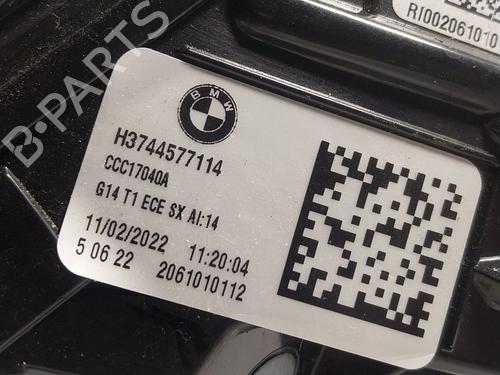 B-PARTS
RI002061010
BMW
H3744577114
CCC17040A
G14 T1 ECE SX AI:14
11/02/2022 11:20:04
5 06 22 2061010112